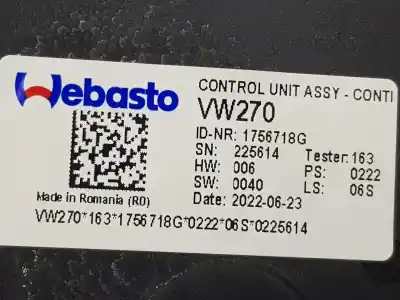 Webasto
CONTROL UNIT ASSY - CONTI
VW270
ID-NR: 1756718G
SN: 225614 Tester: 163
HW: 006 PS: 0222
SW: 0040 LS: 06S
Date: 2022-06-23
Made in Romania (RO)
VW270*163*1756718G*0222*06S*0225614